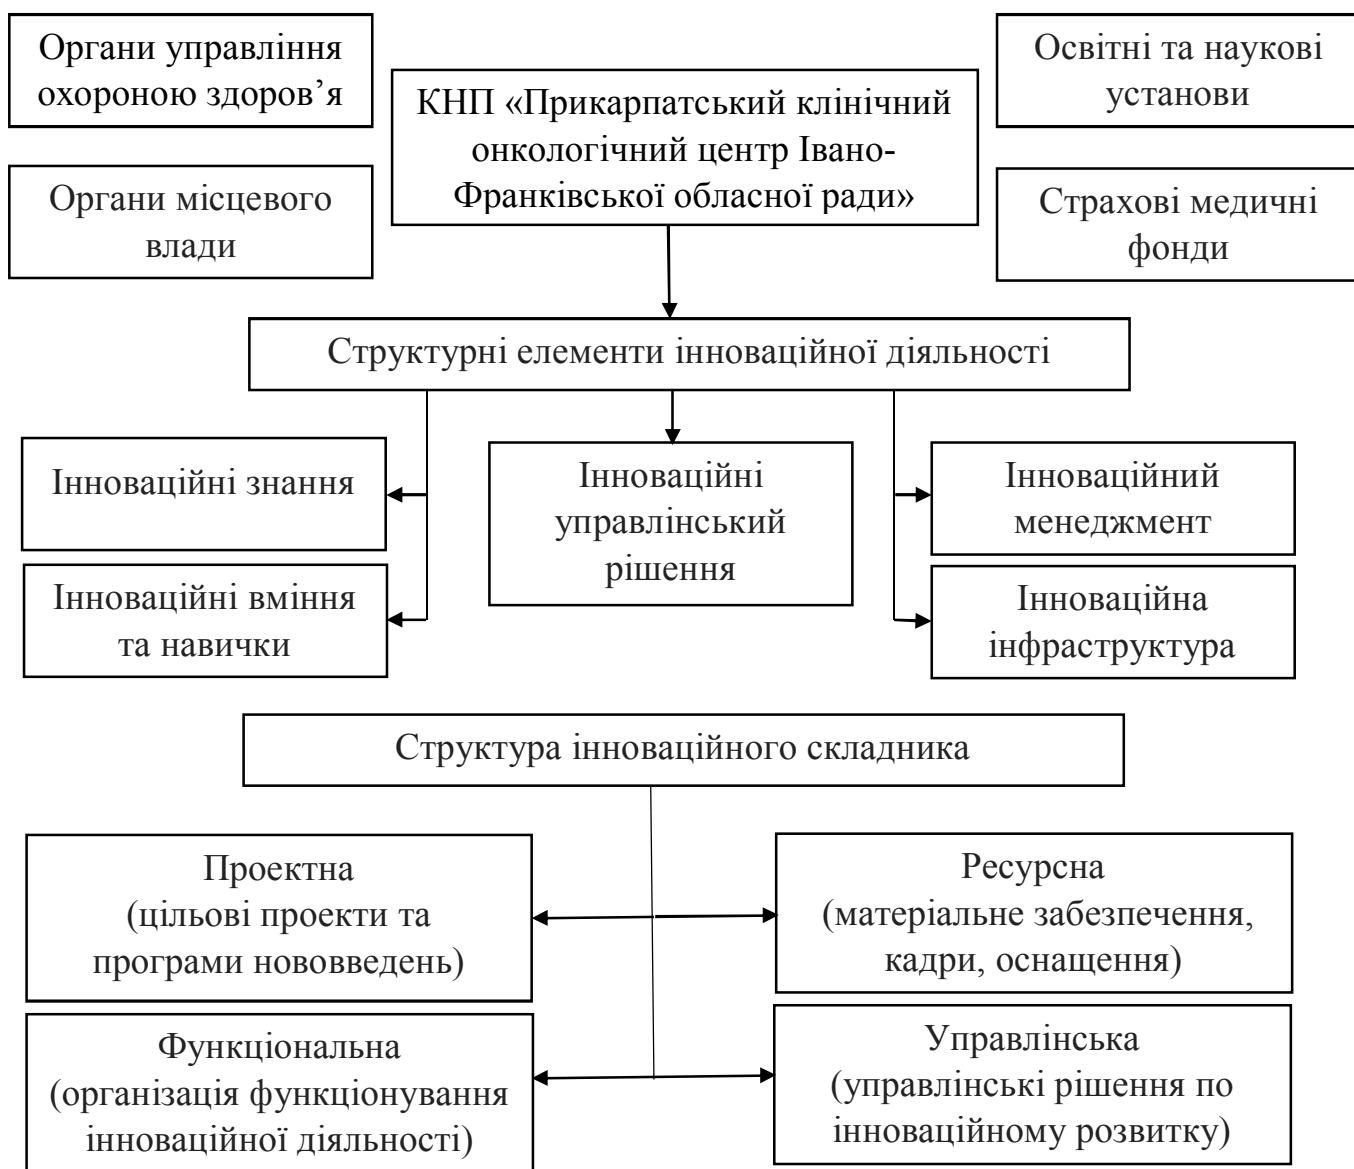 Органи управління
охороною здоров’я
КНП «Прикарпатський клінічний
онкологічний центр Івано-
Франківської обласної ради»
Освітні та наукові
установи
Органи місцевого
влади
Страхові медичні
фонди
Структурні елементи інноваційної діяльності
Інноваційні знання
Інноваційні
управлінський
рішення
Інноваційний
менеджмент
Інноваційні вміння
та навички
Інноваційна
інфраструктура
Структура інноваційного складника
Проектна
(цільові проекти та
програми нововведень)
Ресурсна
(матеріальне забезпечення,
кадри, оснащення)
Функціональна
(організація функціонування
інноваційної діяльності)
Управлінська
(управлінські рішення по
інноваційному розвитку)